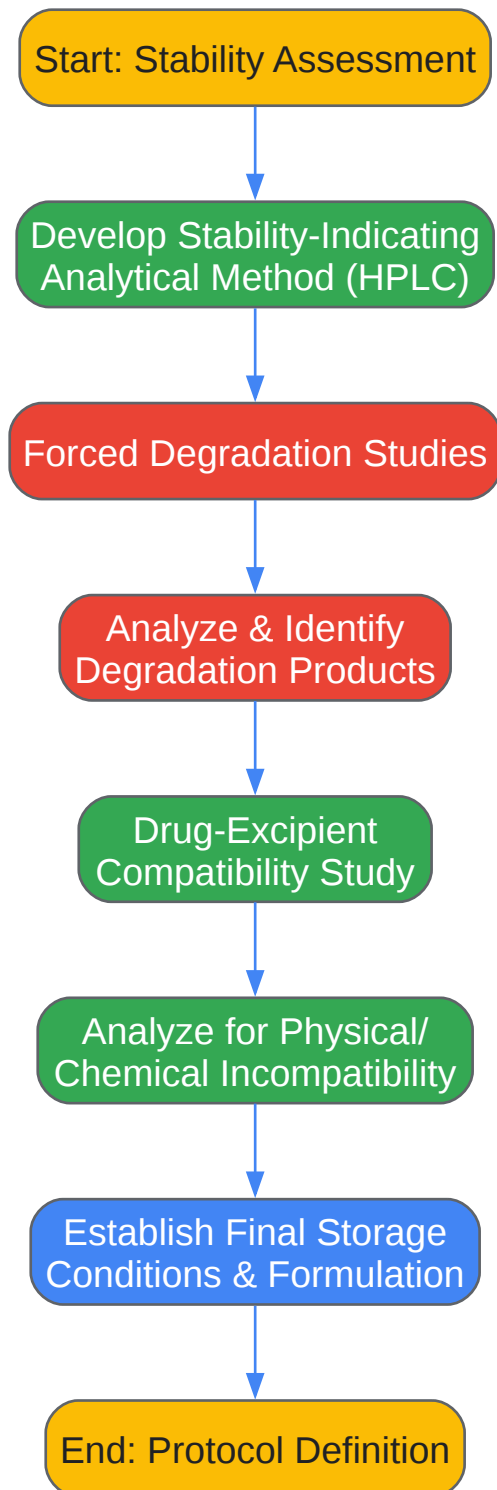 Start: Stability Assessment
Develop Stability-Indicating
Analytical Method (HPLC)
Forced Degradation Studies
Analyze & Identify
Degradation Products
Drug-Excipient
Compatibility Study
Analyze for Physical/
Chemical Incompatibility
Establish Final Storage
Conditions & Formulation
End: Protocol Definition